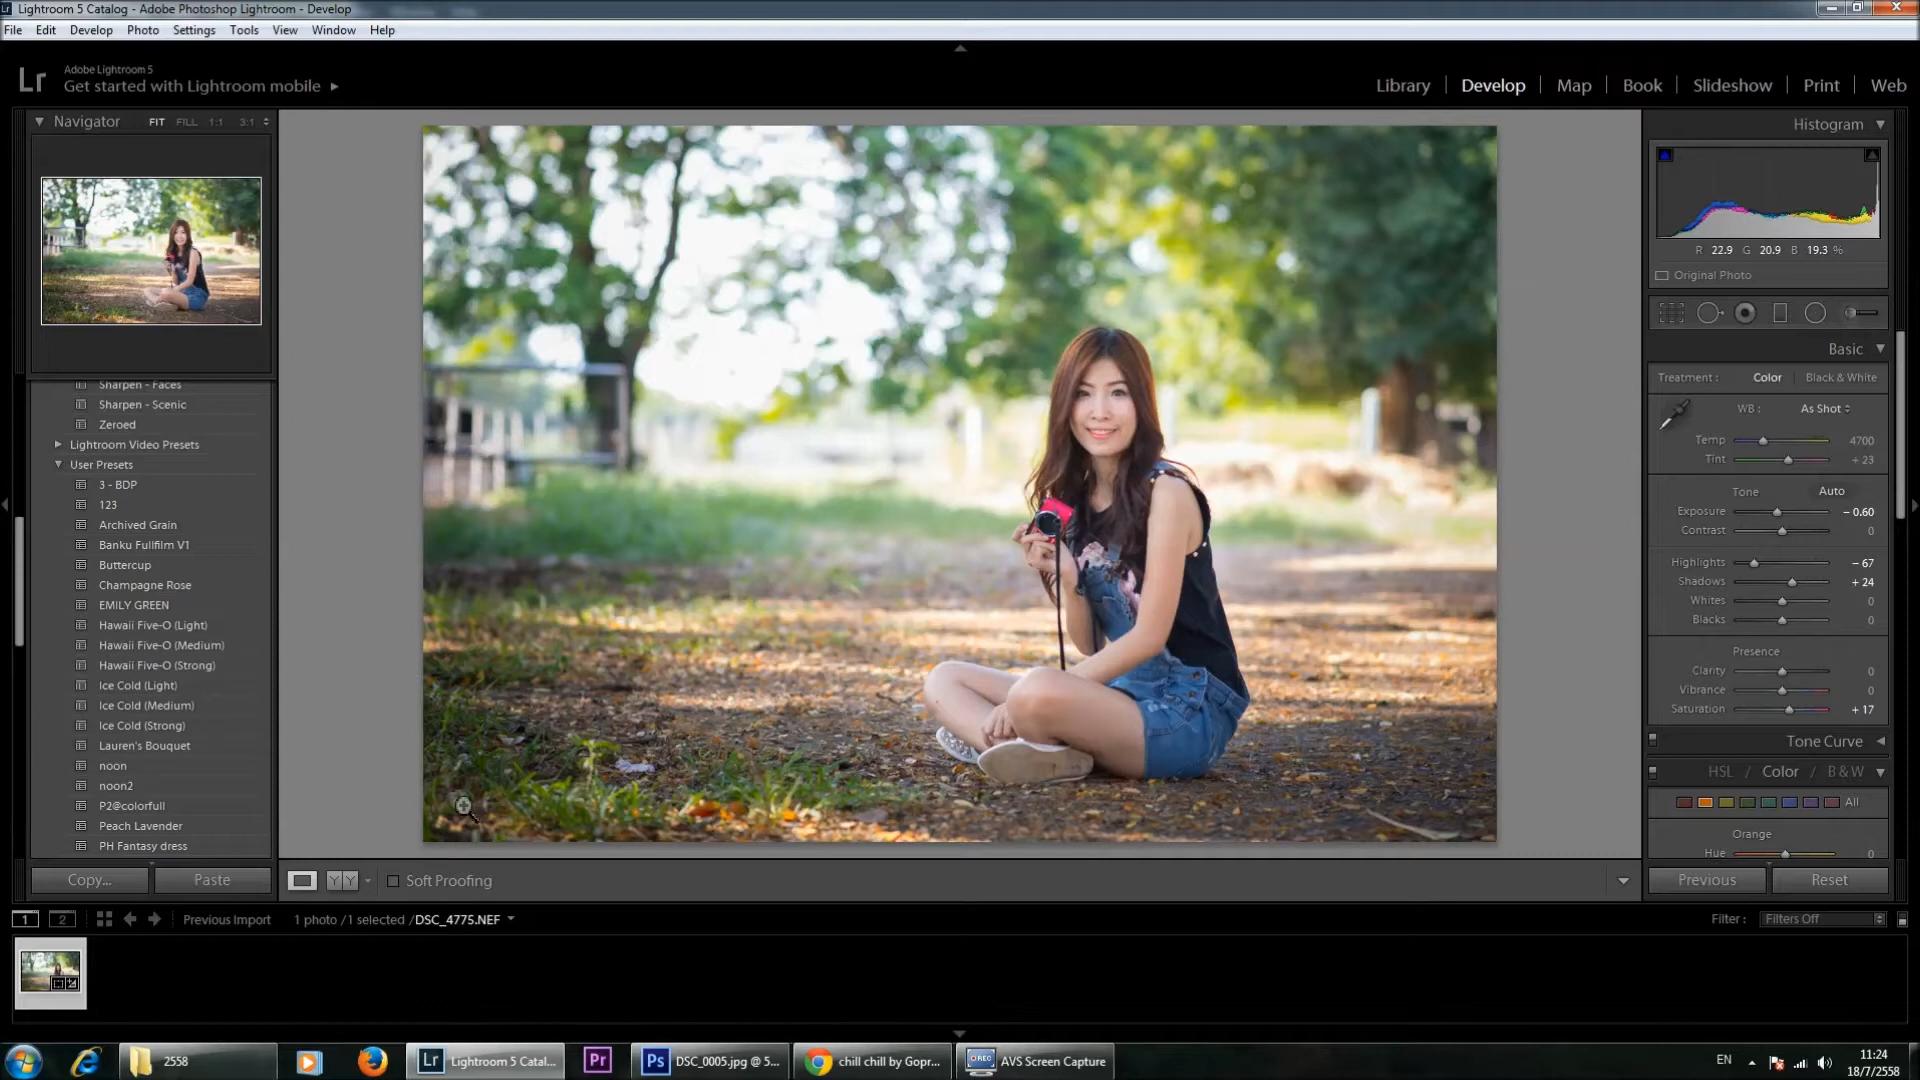 Lr Lightroom 5 Catalog - Adobe Photoshop Lightroom - Develop
File Edit Develop Photo Settings Tools View Window Help
Lr Adobe Lightroom 5
Get started with Lightroom mobile
Library Develop Map Book Slideshow Print Web
Navigator FIT FILL 1:1 3:1
Sharpen - Faces
Sharpen - Scenic
Zeroed
Lightroom Video Presets
User Presets
3 - BDP
123
Archived Grain
Banku Fullfilm V1
Buttercup
Champagne Rose
EMILY GREEN
Hawaii Five-O (Light)
Hawaii Five-O (Medium)
Hawaii Five-O (Strong)
Ice Cold (Light)
Ice Cold (Medium)
Ice Cold (Strong)
Lauren's Bouquet
noon
noon2
P2@colorfull
Peach Lavender
PH Fantasy dress
Copy... Paste
Histogram
R 22.9 G 20.9 B 19.3 %
Original Photo
Basic
Treatment : Color Black & White
WB : As Shot
Temp 4700
Tint + 23
Tone Auto
Exposure - 0.60
Contrast 0
Highlights - 67
Shadows + 24
Whites 0
Blacks 0
Presence
Clarity 0
Vibrance 0
Saturation + 17
Tone Curve
HSL / Color / B & W
All
Orange
Hue 0
Previous Reset
YY Soft Proofing
1 2 Previous Import 1 photo / 1 selected / DSC_4775.NEF
Filter : Filters Off
2558
Lr Lightroom 5 Catal...
Pr
Ps DSC_0005.jpg @ 5...
chill chill by Gopr...
REC AVS Screen Capture
EN
11:24
18/7/2558